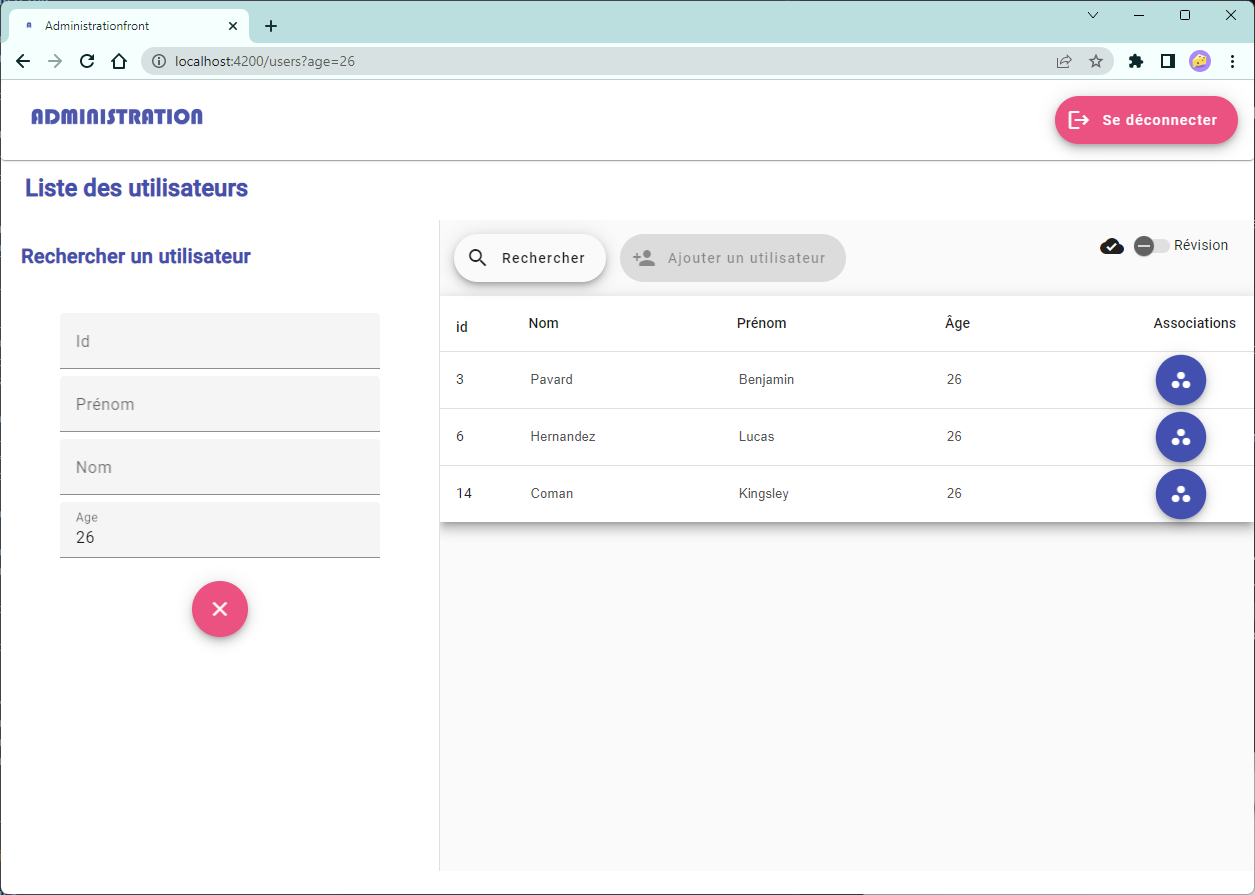 Administrationfront
localhost:4200/users?age=26
ADMINISTRATION
Se déconnecter
Liste des utilisateurs
Rechercher un utilisateur
Id
Prénom
Nom
Age
26
Rechercher
Ajouter un utilisateur
Révision
id Nom Prénom Âge Associations
3 Pavard Benjamin 26
6 Hernandez Lucas 26
14 Coman Kingsley 26